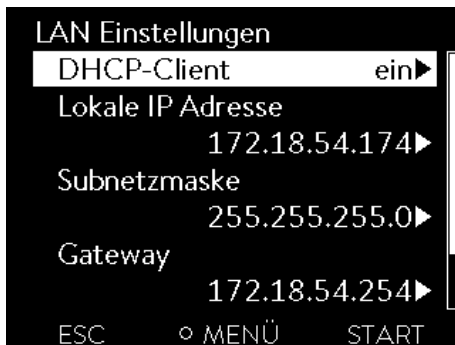 LAN Einstellungen
DHCP-Client ein▶
Lokale IP Adresse
172.18.54.174▶
Subnetzmaske
255.255.255.0▶
Gateway
172.18.54.254▶
ESC ○ MENÜ START